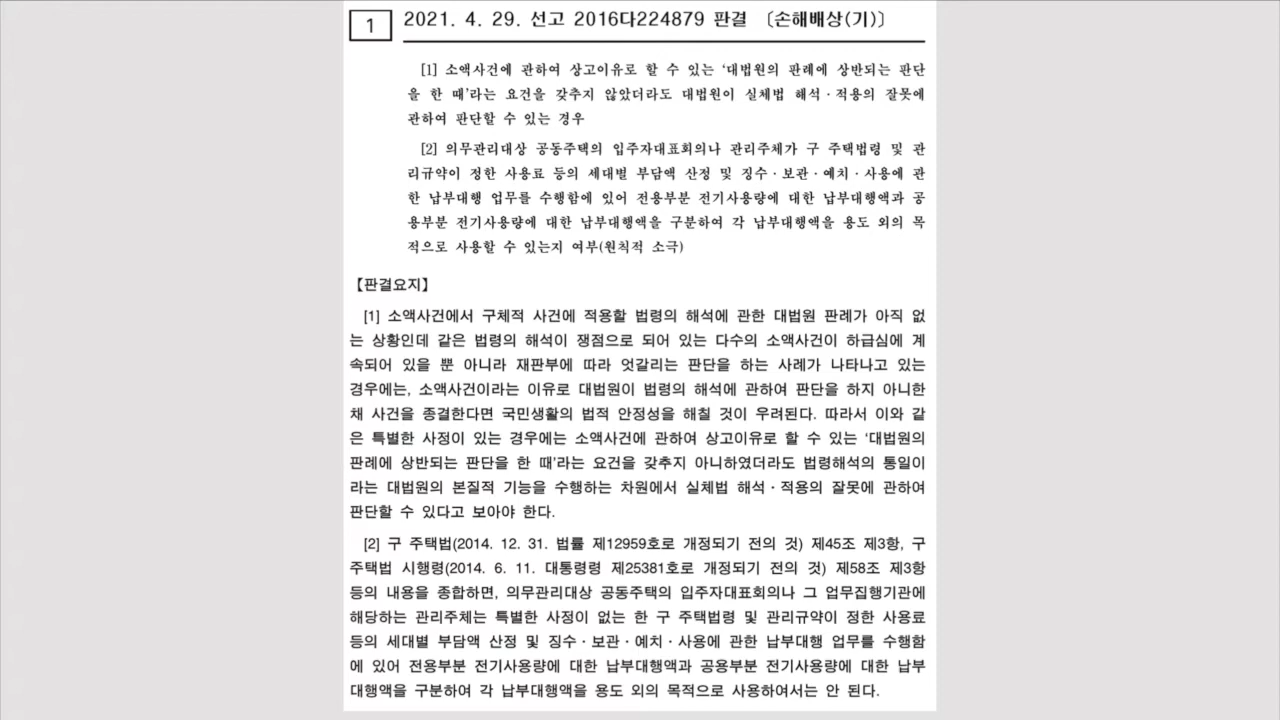 1
2021. 4. 29. 선고 2016다224879 판결 〔손해배상(기)〕
[1] 소액사건에 관하여 상고이유로 할 수 있는 ‘대법원의 판례에 상반되는 판단
을 한 때’라는 요건을 갖추지 않았더라도 대법원이 실체법 해석·적용의 잘못에
관하여 판단할 수 있는 경우
[2] 의무관리대상 공동주택의 입주자대표회의나 관리주체가 구 주택법령 및 관
리규약이 정한 사용료 등의 세대별 부담액 산정 및 징수·보관·예치·사용에 관
한 납부대행 업무를 수행함에 있어 전용부분 전기사용량에 대한 납부대행액과 공
용부분 전기사용량에 대한 납부대행액을 구분하여 각 납부대행액을 용도 외의 목
적으로 사용할 수 있는지 여부(원칙적 소극)
【판결요지】
[1] 소액사건에서 구체적 사건에 적용할 법령의 해석에 관한 대법원 판례가 아직 없
는 상황인데 같은 법령의 해석이 쟁점으로 되어 있는 다수의 소액사건이 하급심에 계
속되어 있을 뿐 아니라 재판부에 따라 엇갈리는 판단을 하는 사례가 나타나고 있는
경우에는, 소액사건이라는 이유로 대법원이 법령의 해석에 관하여 판단을 하지 아니한
채 사건을 종결한다면 국민생활의 법적 안정성을 해칠 것이 우려된다. 따라서 이와 같
은 특별한 사정이 있는 경우에는 소액사건에 관하여 상고이유로 할 수 있는 ‘대법원의
판례에 상반되는 판단을 한 때’라는 요건을 갖추지 아니하였더라도 법령해석의 통일이
라는 대법원의 본질적 기능을 수행하는 차원에서 실체법 해석·적용의 잘못에 관하여
판단할 수 있다고 보아야 한다.
[2] 구 주택법(2014. 12. 31. 법률 제12959호로 개정되기 전의 것) 제45조 제3항, 구
주택법 시행령(2014. 6. 11. 대통령령 제25381호로 개정되기 전의 것) 제58조 제3항
등의 내용을 종합하면, 의무관리대상 공동주택의 입주자대표회의나 그 업무집행기관에
해당하는 관리주체는 특별한 사정이 없는 한 구 주택법령 및 관리규약이 정한 사용료
등의 세대별 부담액 산정 및 징수·보관·예치·사용에 관한 납부대행 업무를 수행함
에 있어 전용부분 전기사용량에 대한 납부대행액과 공용부분 전기사용량에 대한 납부
대행액을 구분하여 각 납부대행액을 용도 외의 목적으로 사용하여서는 안 된다.